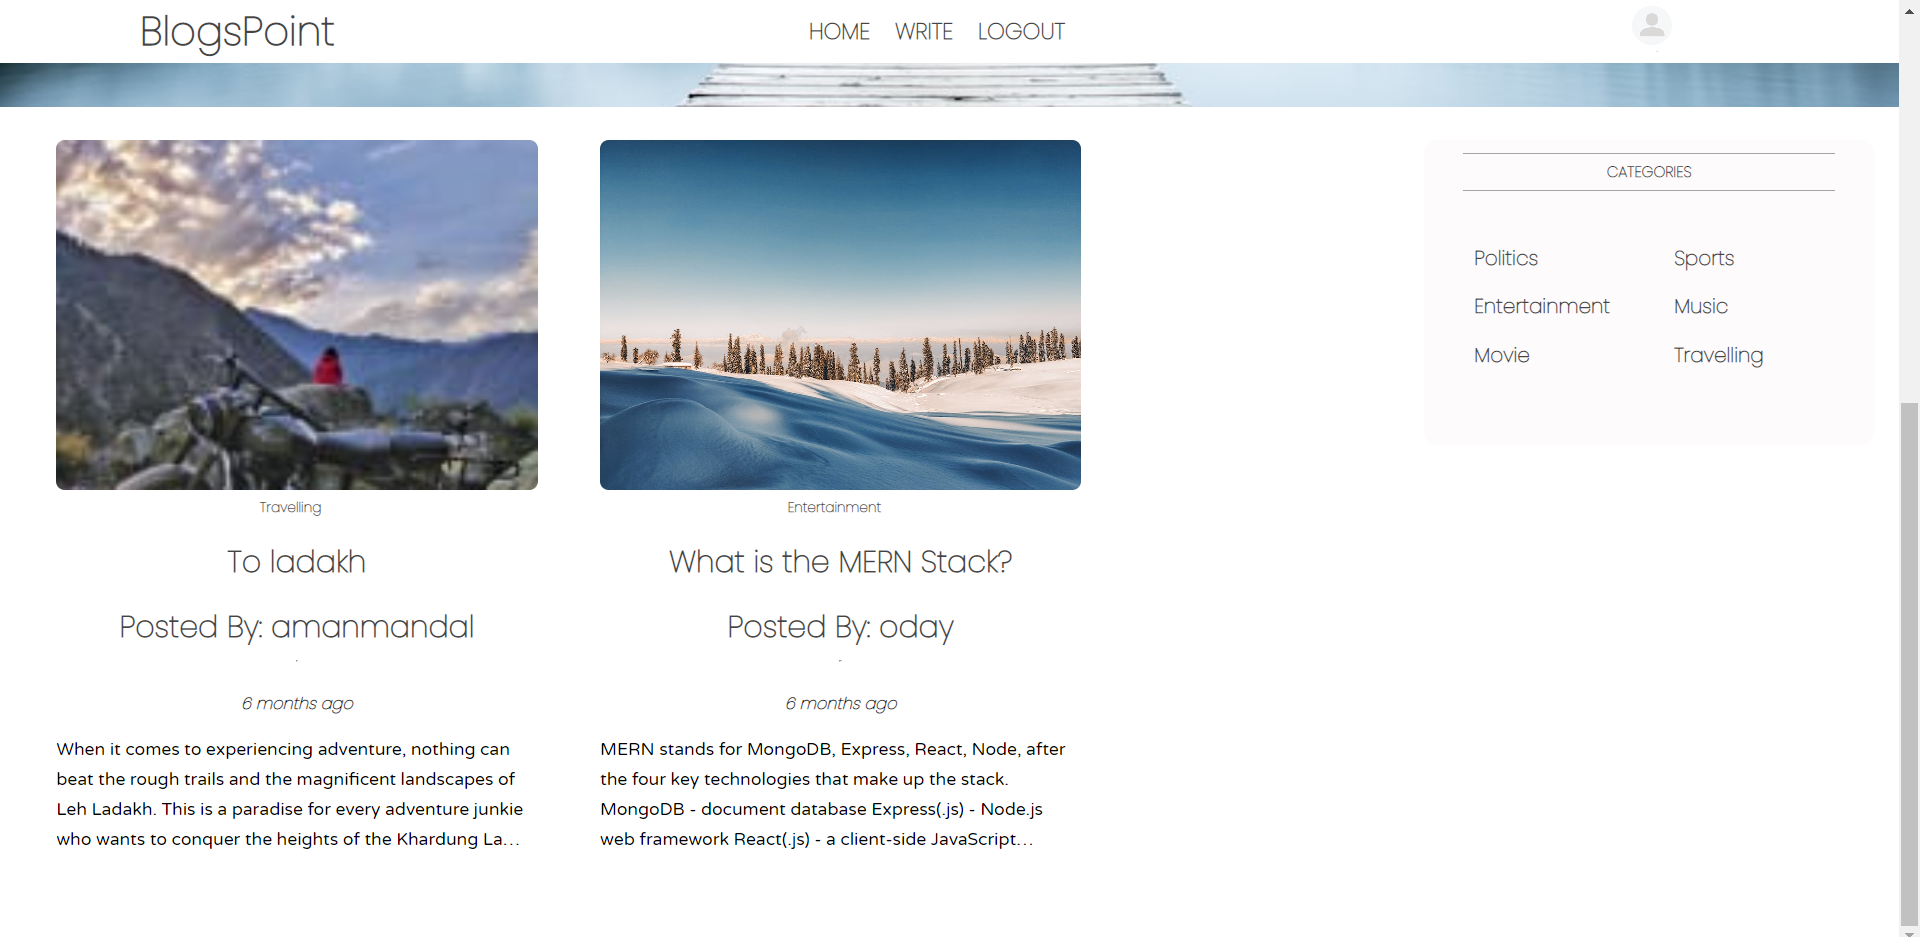 BlogsPoint
HOME WRITE LOGOUT
Travelling
To ladakh
Posted By: amanmandal
6 months ago
When it comes to experiencing adventure, nothing can
beat the rough trails and the magnificent landscapes of
Leh Ladakh. This is a paradise for every adventure junkie
who wants to conquer the heights of the Khardung La...
Entertainment
What is the MERN Stack?
Posted By: oday
6 months ago
MERN stands for MongoDB, Express, React, Node, after
the four key technologies that make up the stack.
MongoDB - document database Express(.js) - Node.js
web framework React(.js) - a client-side JavaScript...
CATEGORIES
Politics Sports
Entertainment Music
Movie Travelling